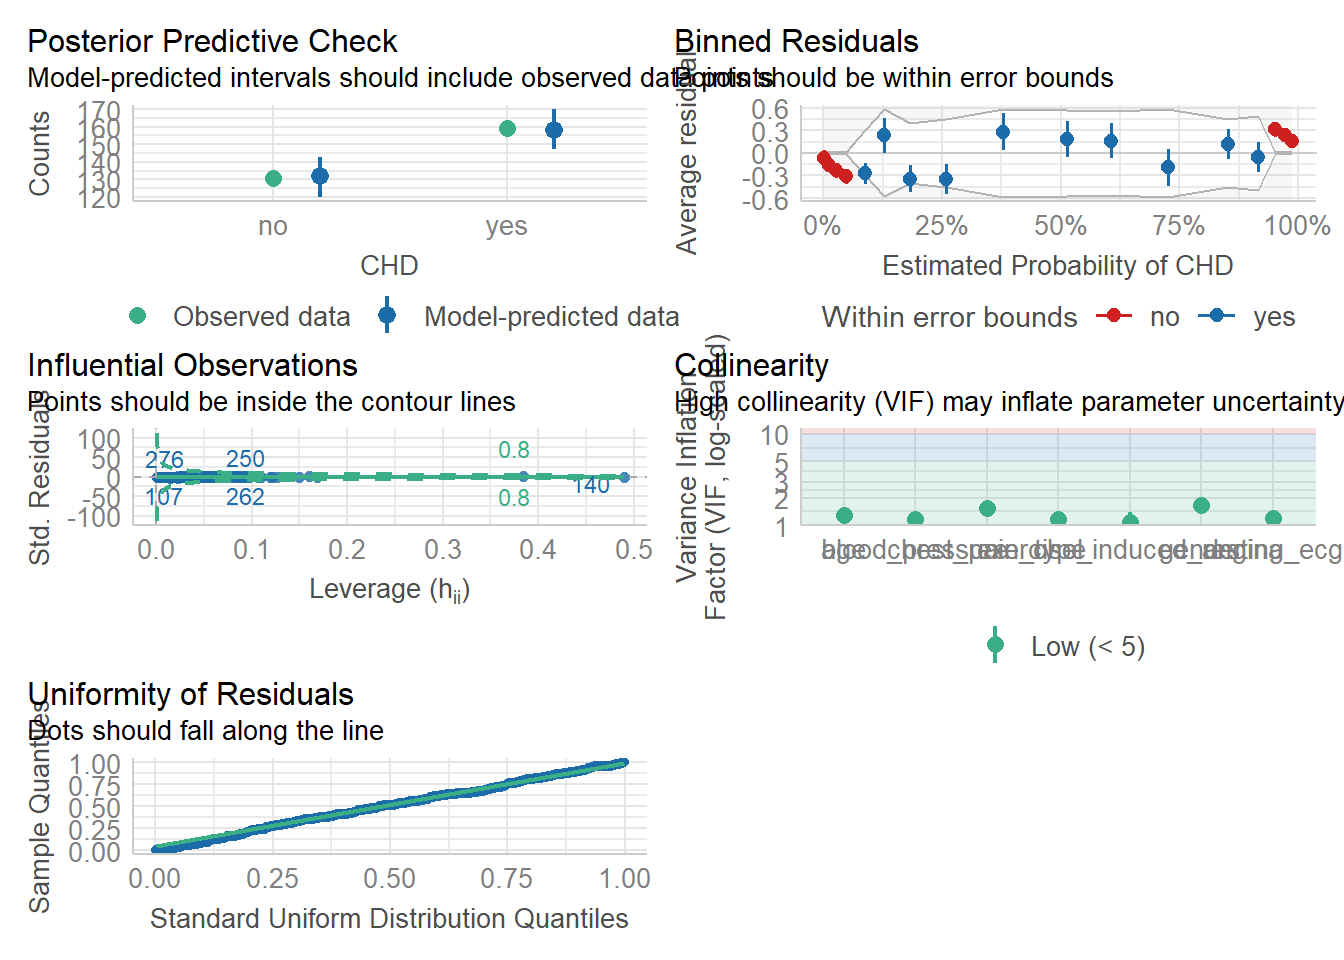 Posterior Predictive Check
Model-predicted intervals should include observed data points
Counts
170
160
150
140
130
120
no
yes
CHD
Observed data
Model-predicted data
Binned Residuals
Points should be within error bounds
Average residual
0.6
0.3
0.0
-0.3
-0.6
0%
25%
50%
75%
100%
Estimated Probability of CHD
Within error bounds
no
yes
Influential Observations
Points should be inside the contour lines
Std. Residuals
100
50
0
-50
-100
276
250
0.8
107
262
0.8
140
0.0
0.1
0.2
0.3
0.4
0.5
Leverage (hii)
Collinearity
High collinearity (VIF) may inflate parameter uncertainty
Variance Inflation
Factor (VIF, log-scaled)
10
5
3
2
1
age
gender
Low (< 5)
Uniformity of Residuals
Dots should fall along the line
Sample Quantiles
1.00
0.75
0.50
0.25
0.00
0.00
0.25
0.50
0.75
1.00
Standard Uniform Distribution Quantiles